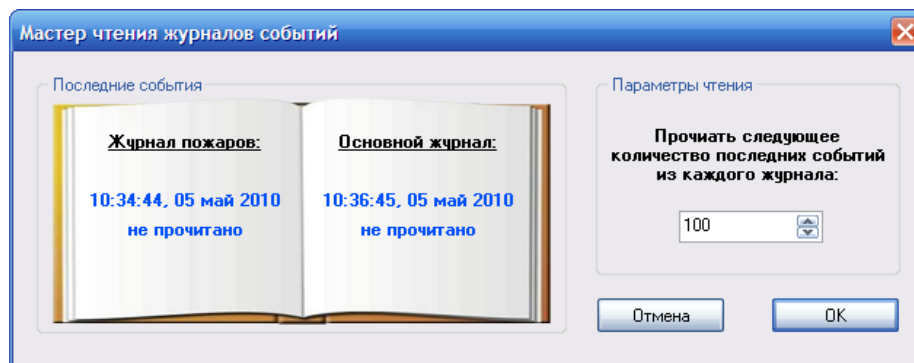 Мастер чтения журналов событий
Последние события
Журнал пожаров:
10:34:44, 05 май 2010
не прочитано
Основной журнал:
10:36:45, 05 май 2010
не прочитано
Параметры чтения
Прочиать следующее
количество последних событий
из каждого журнала:
100
Отмена
OK